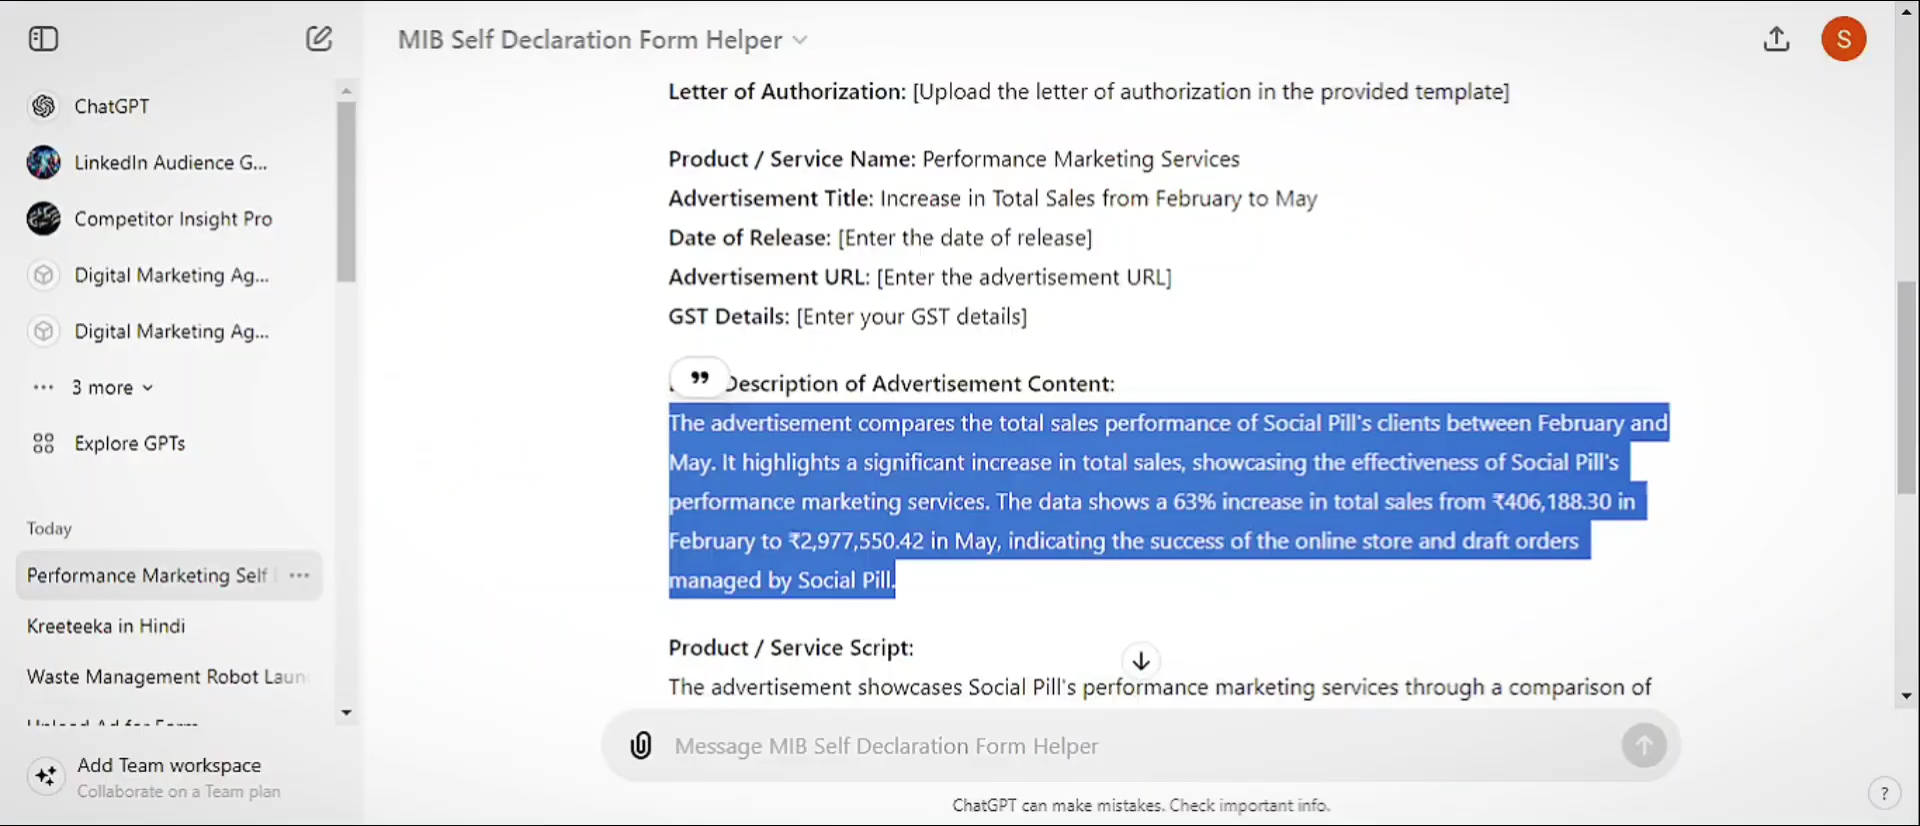 MIB Self Declaration Form Helper
S
ChatGPT
LinkedIn Audience G...
Competitor Insight Pro
Digital Marketing Ag...
Digital Marketing Ag...
3 more
Explore GPTs
Today
Performance Marketing Self
Kreeteeka in Hindi
Waste Management Robot Laun
Upload Ad for Form
Add Team workspace
Collaborate on a Team plan
Letter of Authorization: [Upload the letter of authorization in the provided template]
Product / Service Name: Performance Marketing Services
Advertisement Title: Increase in Total Sales from February to May
Date of Release: [Enter the date of release]
Advertisement URL: [Enter the advertisement URL]
GST Details: [Enter your GST details]
Description of Advertisement Content:
The advertisement compares the total sales performance of Social Pill's clients between February and
May. It highlights a significant increase in total sales, showcasing the effectiveness of Social Pill's
performance marketing services. The data shows a 63% increase in total sales from ₹406,188.30 in
February to ₹2,977,550.42 in May, indicating the success of the online store and draft orders
managed by Social Pill.
Product / Service Script:
The advertisement showcases Social Pill's performance marketing services through a comparison of
Message MIB Self Declaration Form Helper
ChatGPT can make mistakes. Check important info.
?